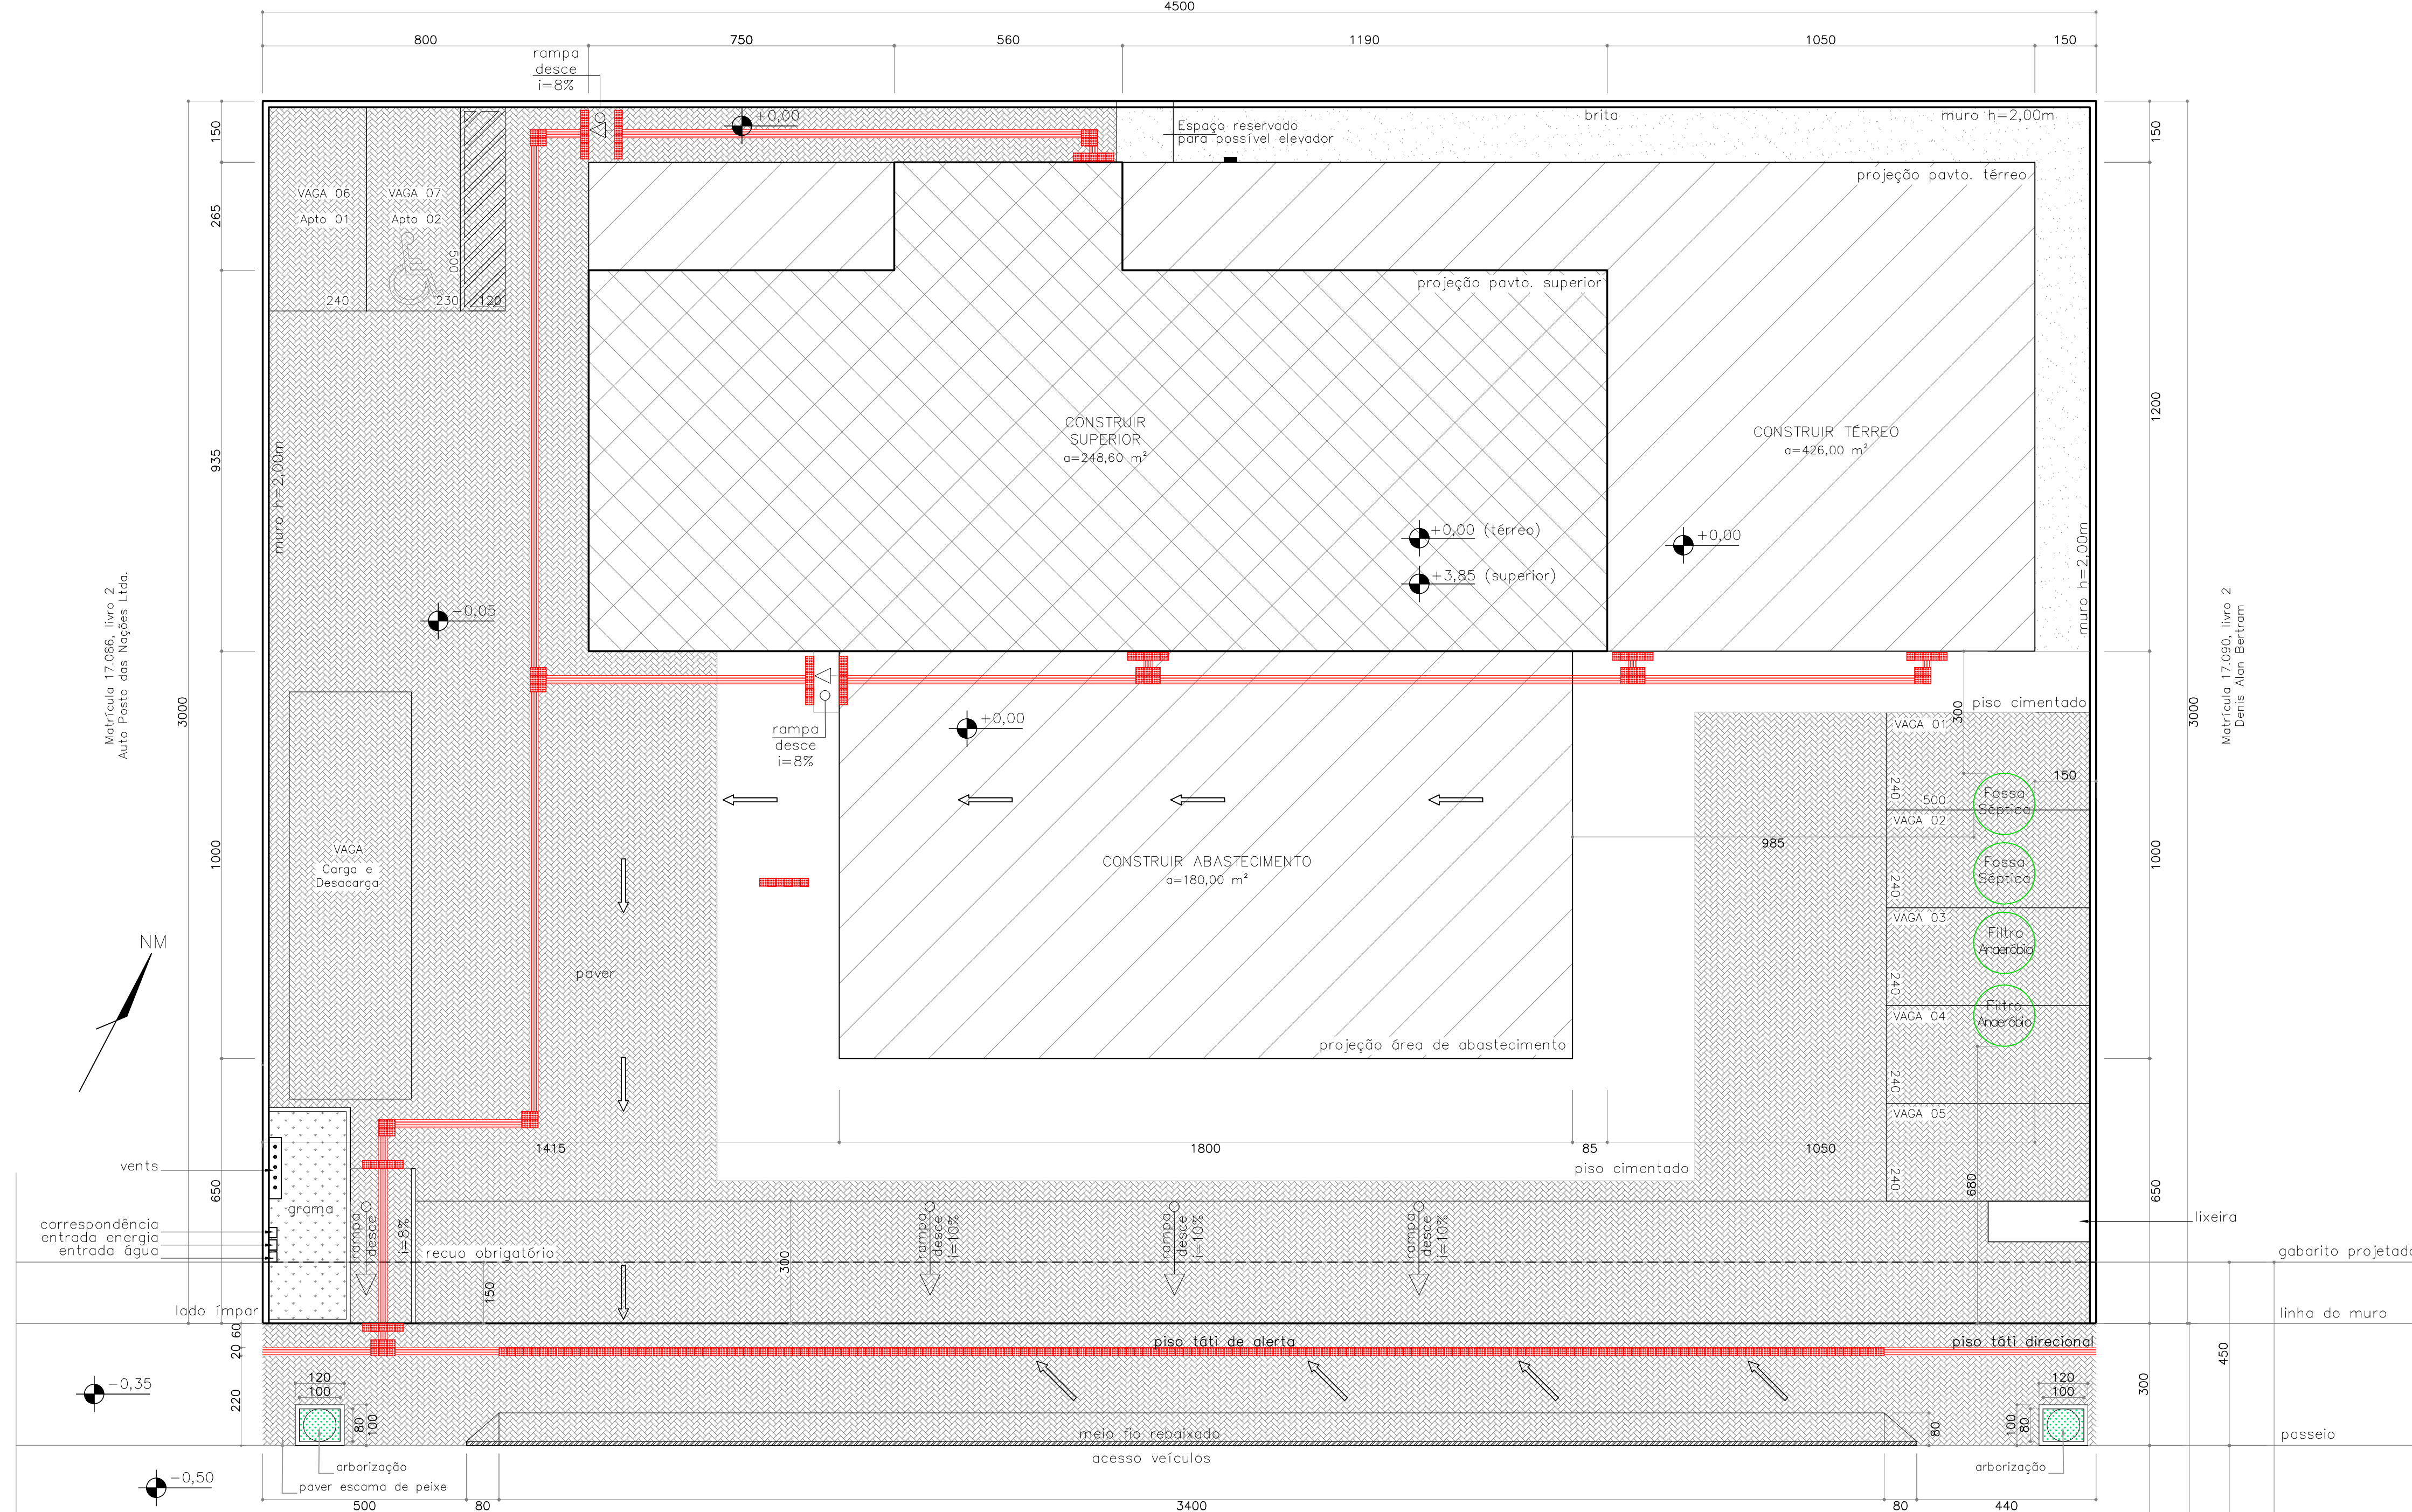 4500
800
750
560
1190
1050
150
rampa
desce
i=8%
+0,00
Espaço reservado
para possível elevador
brita
muro h=2,00m
150
265
935
1000
650
3000
projeção pavto. térreo
VAGA 06
Apto 01
VAGA 07
Apto 02
500
240
230
120
projeção pavto. superior
CONSTRUIR
SUPERIOR
a=248,60 m²
CONSTRUIR TÉRREO
a=426,00 m²
+0,00 (térreo)
+3,85 (superior)
+0,00
muro h=2,00m
muro h=2,00m
-0,05
Matrícula 17.086, livro 2
Auto Posto das Nações Ltda.
Matrícula 17.090, livro 2
Denis Alan Bertram
150
1200
1000
650
3000
rampa
desce
i=8%
+0,00
300
piso cimentado
VAGA 01
240
500
150
Fossa
Séptica
VAGA 02
240
Fossa
Séptica
985
VAGA 03
240
Filtro
Anaeróbio
VAGA 04
240
Filtro
Anaeróbio
VAGA 05
240
680
VAGA
Carga e
Desacarga
CONSTRUIR ABASTECIMENTO
a=180,00 m²
projeção área de abastecimento
paver
NM
1415
1800
85
1050
piso cimentado
vents
grama
correspondência
entrada energia
entrada água
rampa
desce
i=8%
recuo obrigatório
150
300
rampa
desce
i=10%
rampa
desce
i=10%
rampa
desce
i=10%
lixeira
gabarito projetado
lado ímpar
linha do muro
60
20
220
piso táti de alerta
piso táti direcional
-0,35
120
100
80
100
120
100
100
80
80
300
450
meio fio rebaixado
passeio
acesso veículos
arborização
paver escama de peixe
arborização
-0,50
500
80
3400
80
440